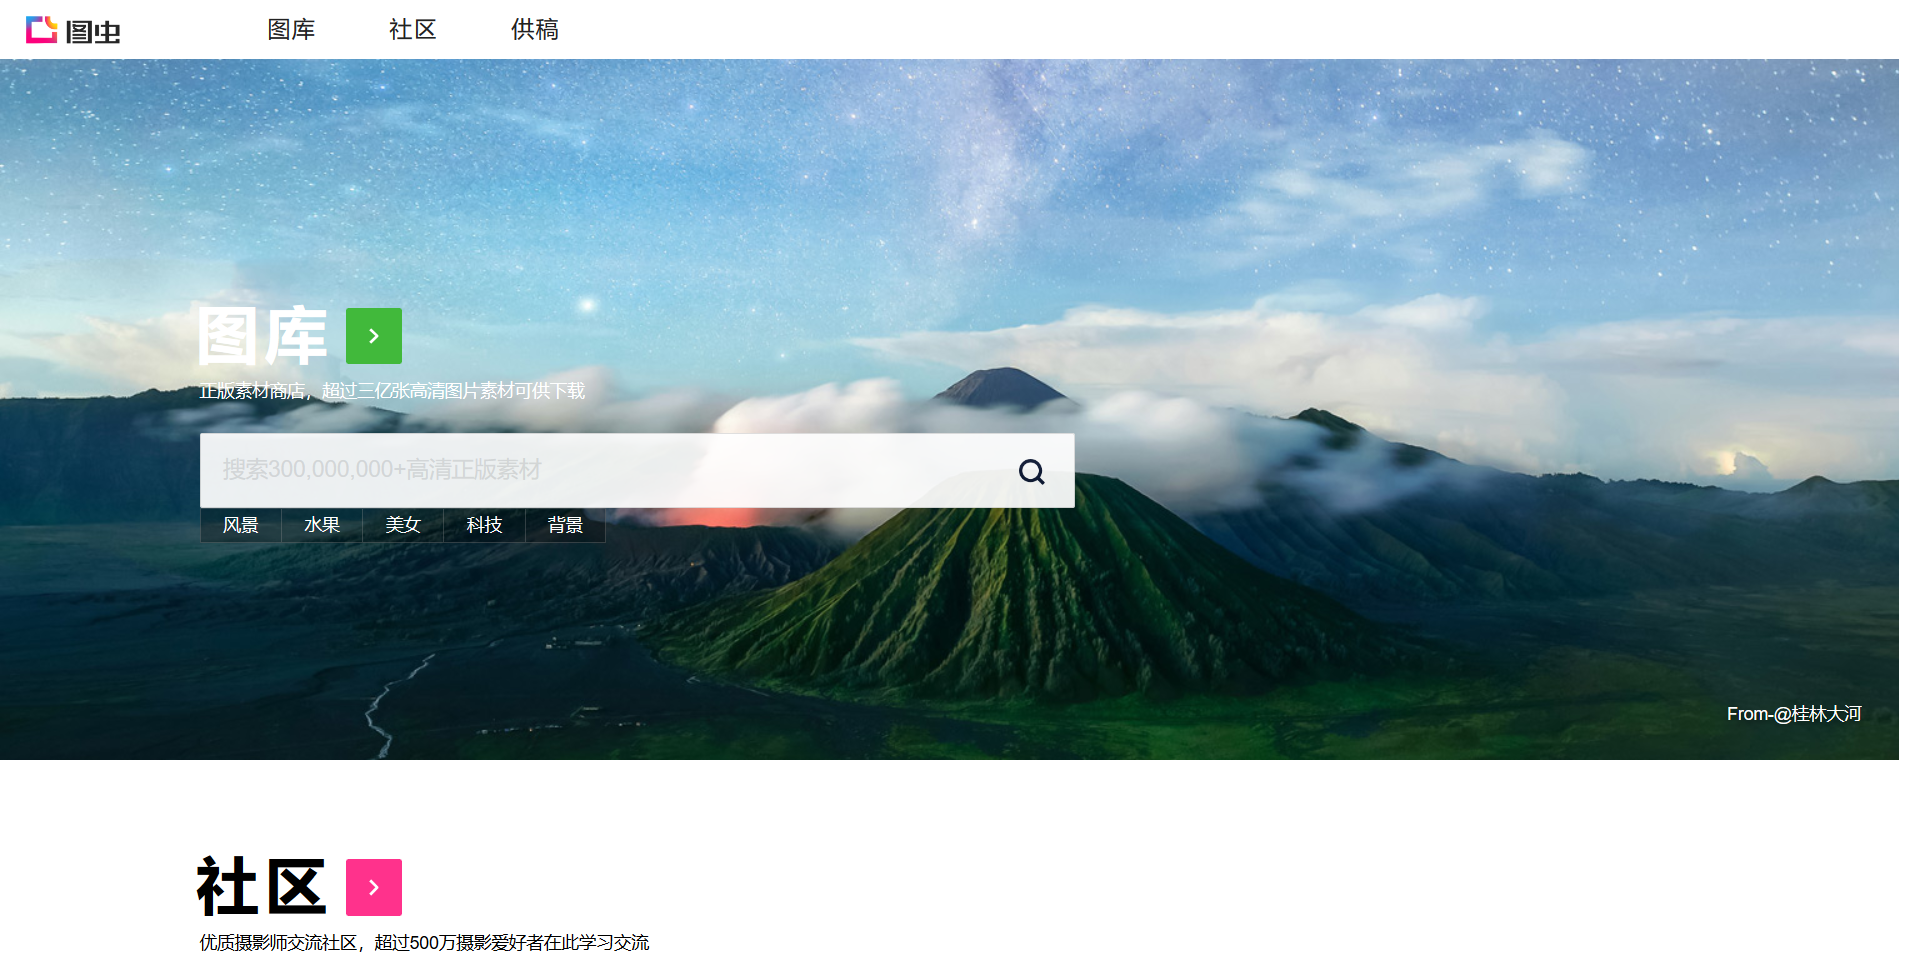 图虫
图库 社区 供稿
图库
正版素材商店，超过三亿张高清图片素材可供下载
搜索300,000,000+高清正版素材
风景 水果 美女 科技 背景
From-@桂林大河
社区
优质摄影师交流社区，超过500万摄影爱好者在此学习交流